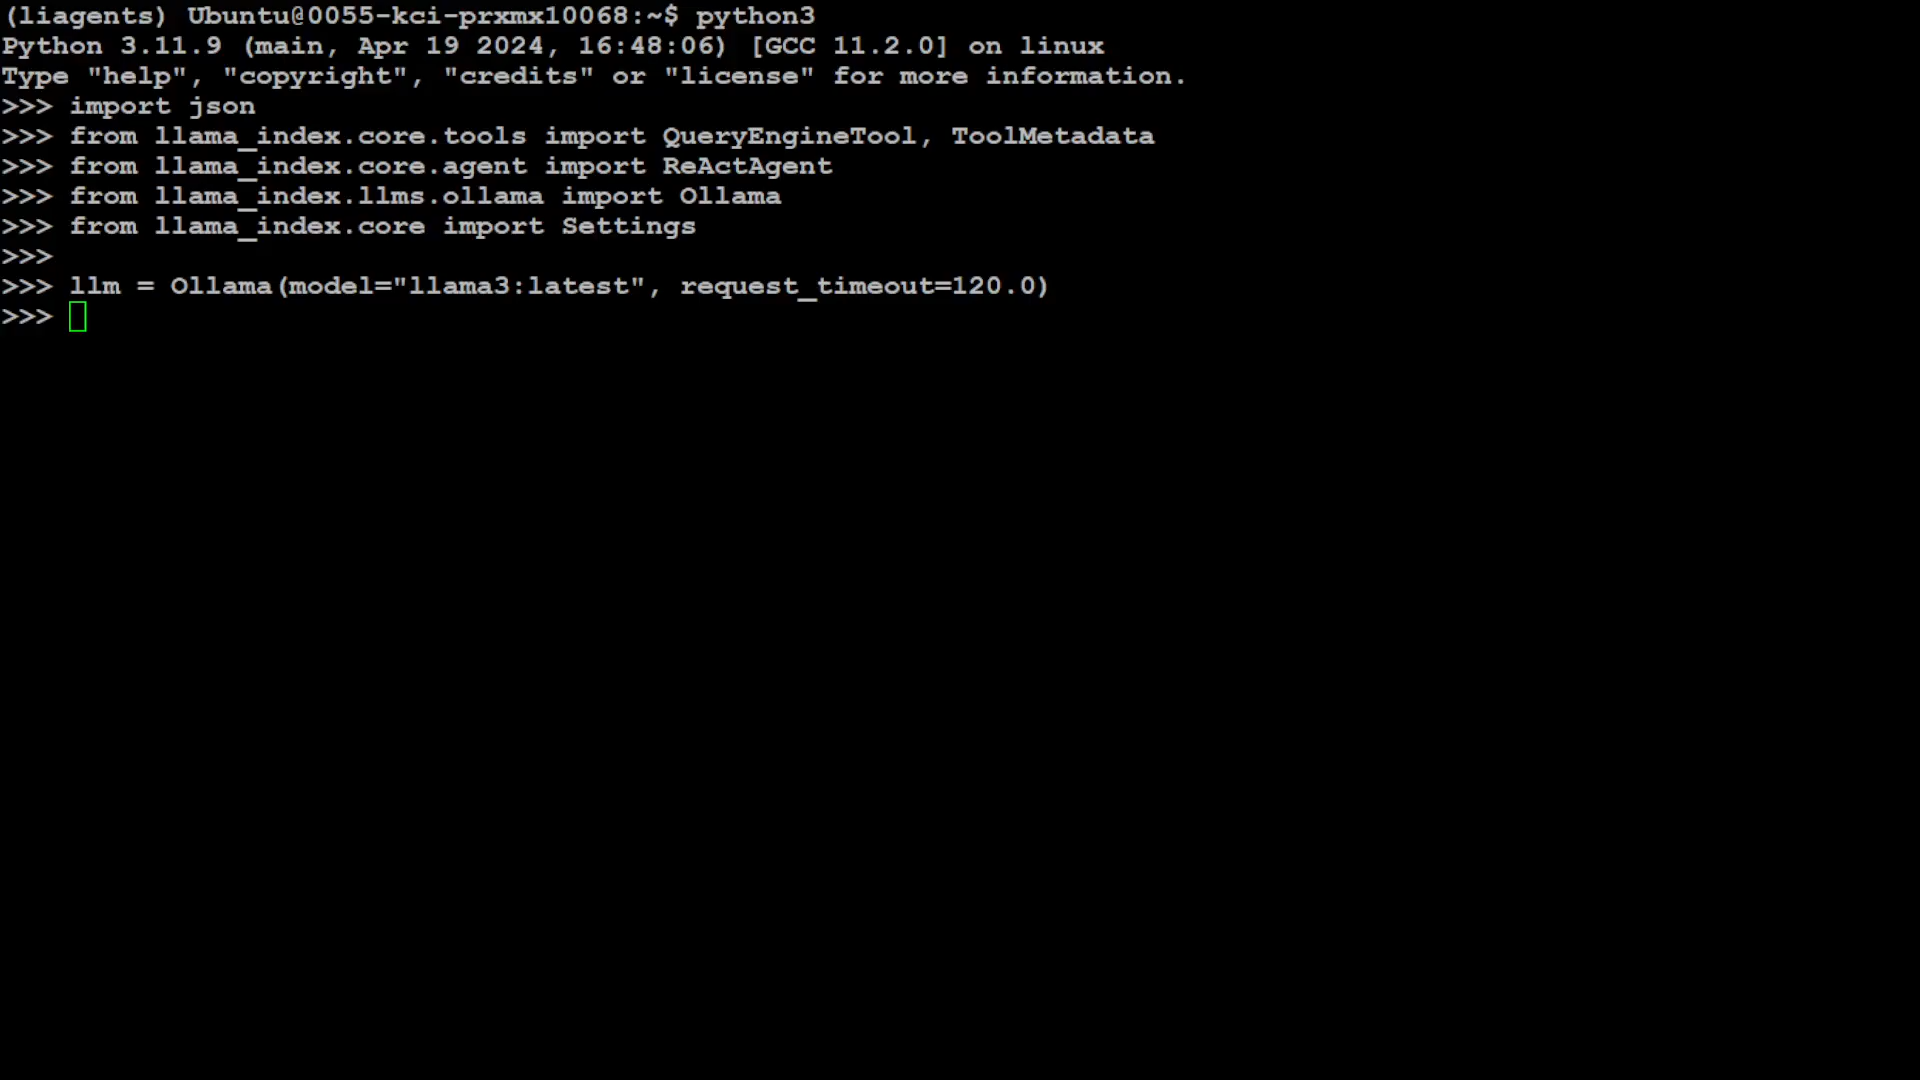 (liagents) Ubuntu@0055-kci-prxmx10068:~$ python3
Python 3.11.9 (main, Apr 19 2024, 16:48:06) [GCC 11.2.0] on linux
Type "help", "copyright", "credits" or "license" for more information.
>>> import json
>>> from llama_index.core.tools import QueryEngineTool, ToolMetadata
>>> from llama_index.core.agent import ReActAgent
>>> from llama_index.llms.ollama import Ollama
>>> from llama_index.core import Settings
>>>
>>> llm = Ollama(model="llama3:latest", request_timeout=120.0)
>>>